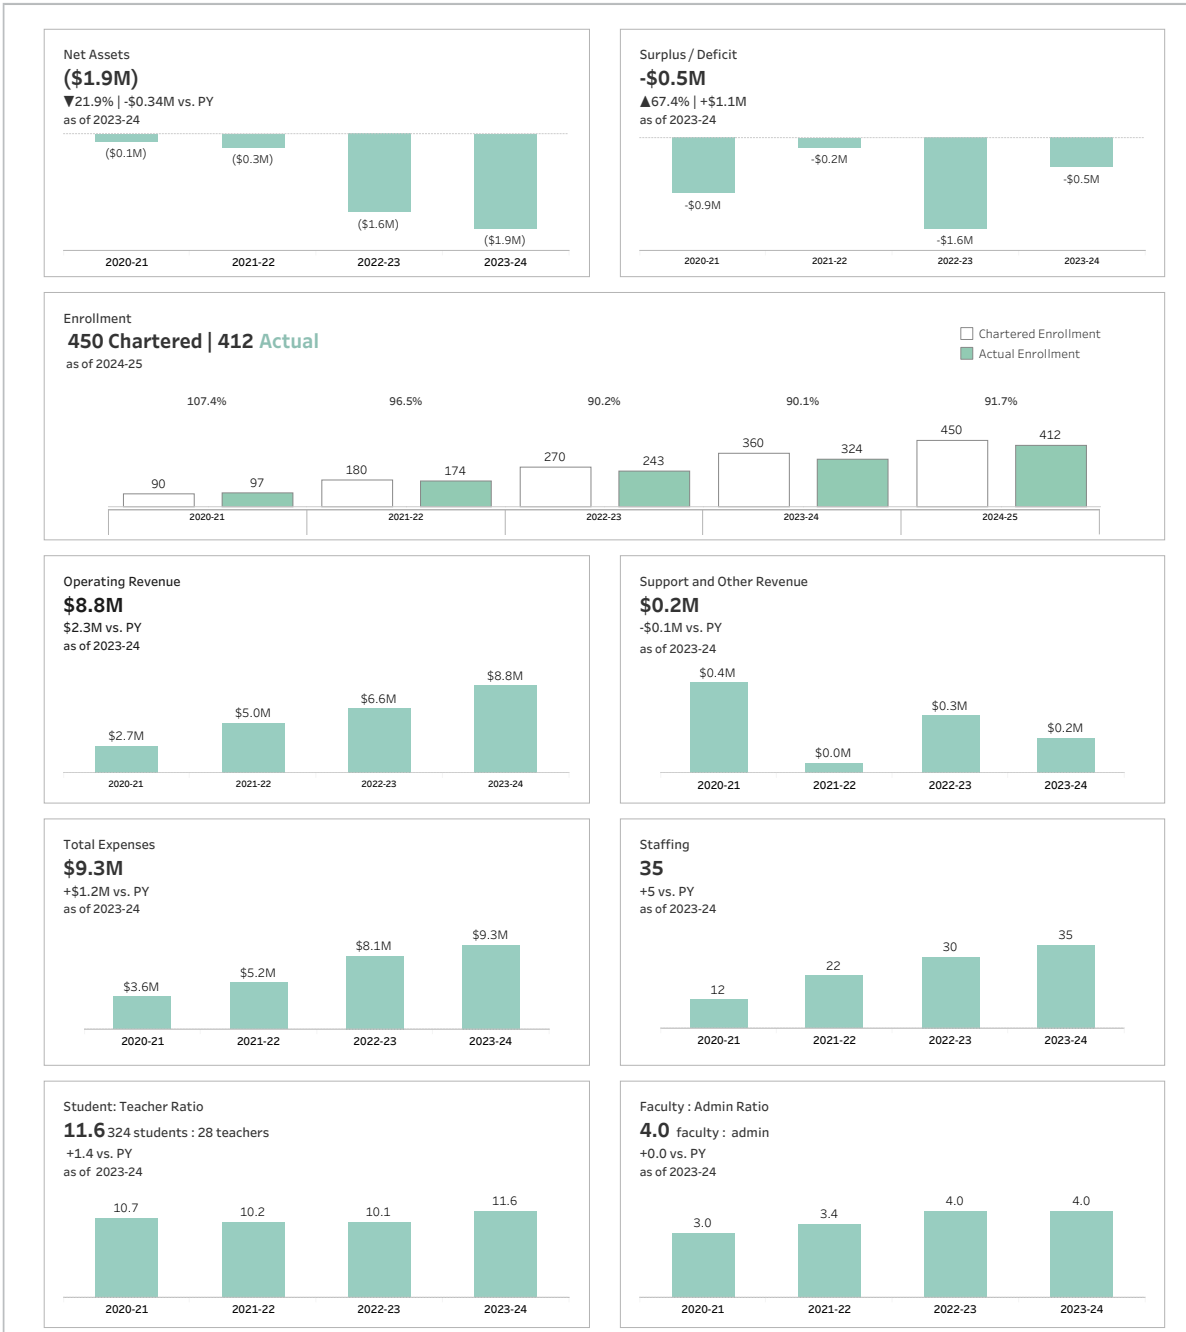 Net Assets
($1.9M)
▼21.9% | -$0.34M vs. PY
as of 2023-24
($0.1M)
($0.3M)
($1.6M)
($1.9M)
2020-21 2021-22 2022-23 2023-24
Surplus / Deficit
-$0.5M
▲67.4% | +$1.1M
as of 2023-24
-$0.9M
-$0.2M
-$1.6M
-$0.5M
2020-21 2021-22 2022-23 2023-24
Enrollment
450 Chartered | 412 Actual
as of 2024-25
Chartered Enrollment
Actual Enrollment
107.4% 96.5% 90.2% 90.1% 91.7%
90 97 180 174 270 243 360 324 450 412
2020-21 2021-22 2022-23 2023-24 2024-25
Operating Revenue
$8.8M
$2.3M vs. PY
as of 2023-24
$2.7M $5.0M $6.6M $8.8M
2020-21 2021-22 2022-23 2023-24
Support and Other Revenue
$0.2M
-$0.1M vs. PY
as of 2023-24
$0.4M $0.0M $0.3M $0.2M
2020-21 2021-22 2022-23 2023-24
Total Expenses
$9.3M
+$1.2M vs. PY
as of 2023-24
$3.6M $5.2M $8.1M $9.3M
2020-21 2021-22 2022-23 2023-24
Staffing
35
+5 vs. PY
as of 2023-24
12 22 30 35
2020-21 2021-22 2022-23 2023-24
Student: Teacher Ratio
11.6 324 students : 28 teachers
+1.4 vs. PY
as of 2023-24
10.7 10.2 10.1 11.6
2020-21 2021-22 2022-23 2023-24
Faculty : Admin Ratio
4.0 faculty : admin
+0.0 vs. PY
as of 2023-24
3.0 3.4 4.0 4.0
2020-21 2021-22 2022-23 2023-24